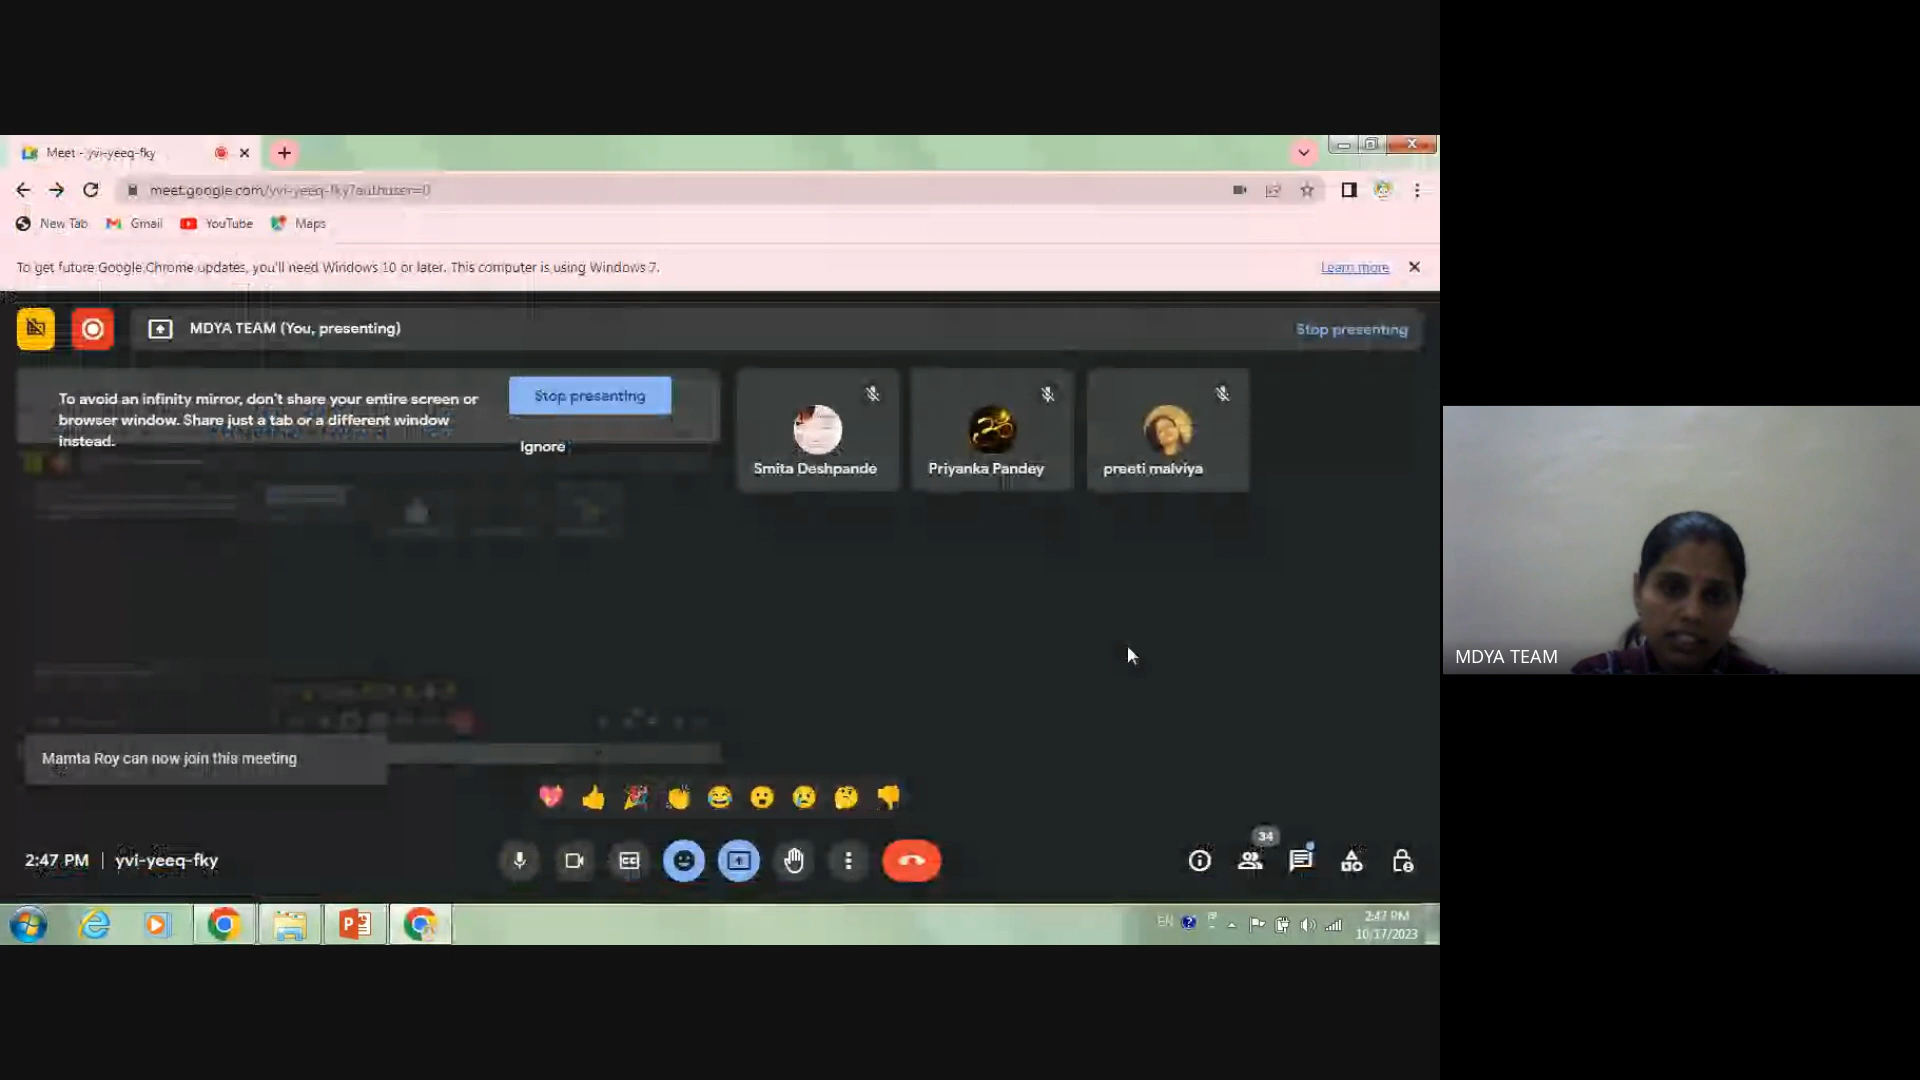 Meet - yvi-yeeq-fky
meet.google.com/yvi-yeeq-fky?authuser=0
New Tab Gmail YouTube Maps
To get future Google Chrome updates, you'll need Windows 10 or later. This computer is using Windows 7.
Learn more
MDYA TEAM (You, presenting)
Stop presenting
To avoid an infinity mirror, don't share your entire screen or
browser window. Share just a tab or a different window
instead.
Stop presenting
Ignore
Smita Deshpande
Priyanka Pandey
preeti malviya
MDYA TEAM
Mamta Roy can now join this meeting
34
2:47 PM | yvi-yeeq-fky
EN
2:47 PM
10/17/2023